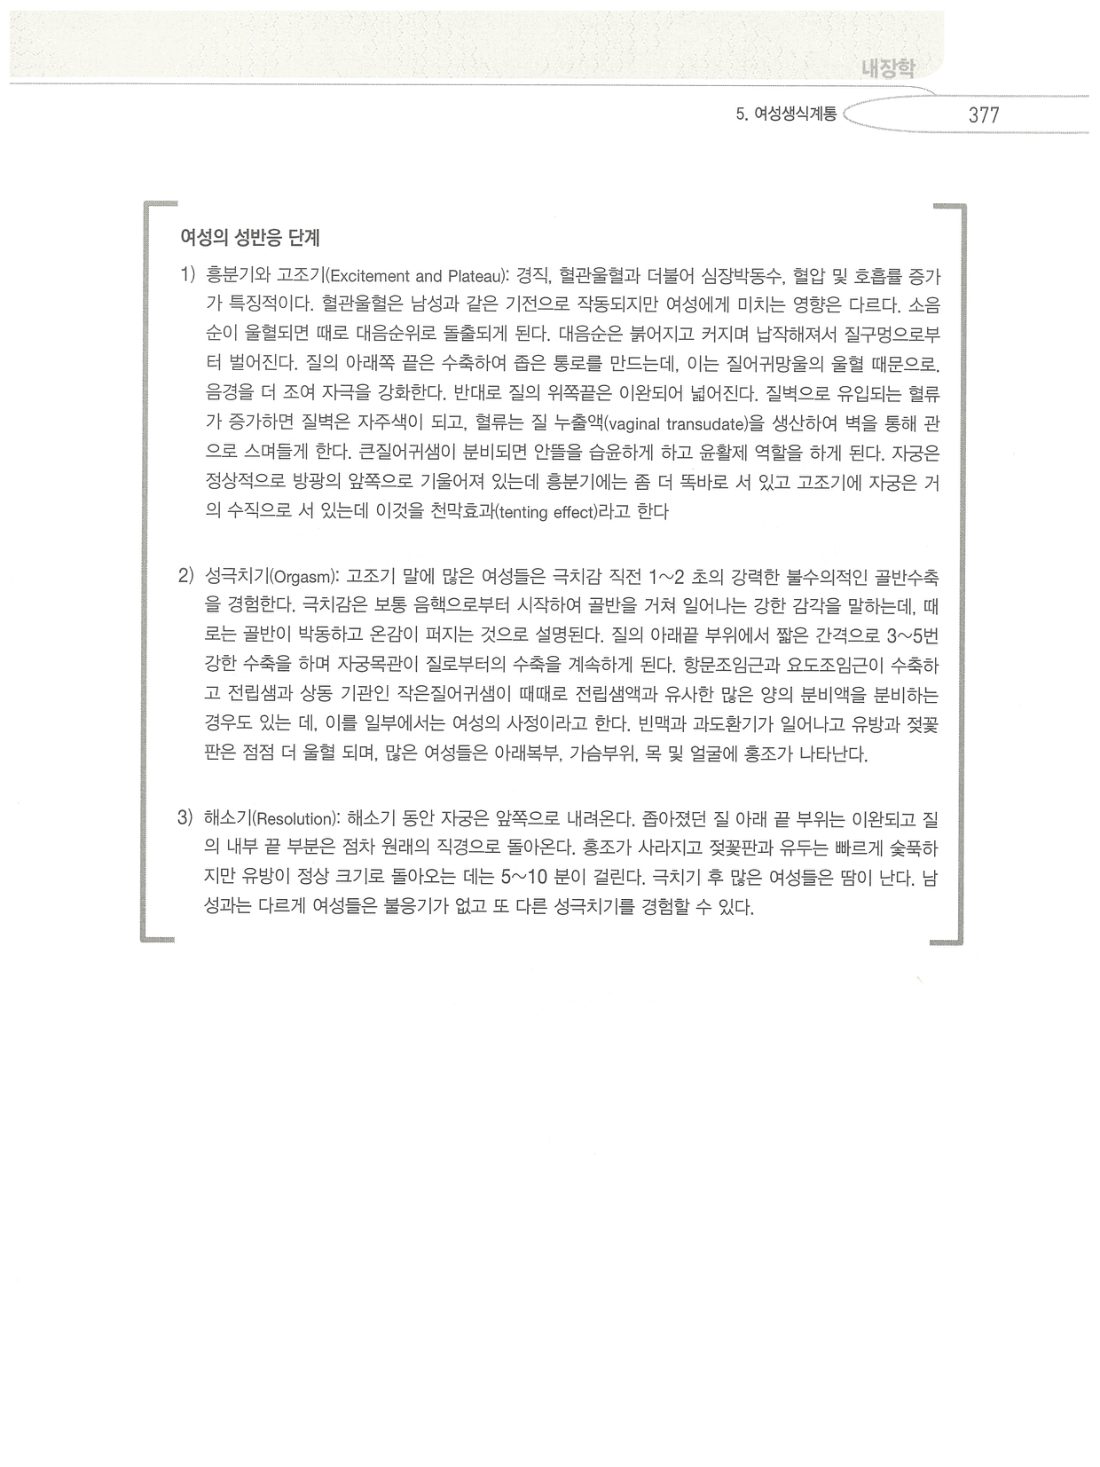 내장학
5. 여성생식계통
377
여성의 성반응 단계
1) 흥분기와 고조기(Excitement and Plateau): 경직, 혈관울혈과 더불어 심장박동수, 혈압 및 호흡률 증가
가 특징적이다. 혈관울혈은 남성과 같은 기전으로 작동되지만 여성에게 미치는 영향은 다르다. 소음
순이 울혈되면 때로 대음순위로 돌출되게 된다. 대음순은 붉어지고 커지며 납작해져서 질구멍으로부
터 벌어진다. 질의 아래쪽 끝은 수축하여 좁은 통로를 만드는데, 이는 질어귀망울의 울혈 때문으로.
음경을 더 조여 자극을 강화한다. 반대로 질의 위쪽끝은 이완되어 넓어진다. 질벽으로 유입되는 혈류
가 증가하면 질벽은 자주색이 되고, 혈류는 질 누출액(vaginal transudate)을 생산하여 벽을 통해 관
으로 스며들게 한다. 큰질어귀샘이 분비되면 안뜰을 습윤하게 하고 윤활제 역할을 하게 된다. 자궁은
정상적으로 방광의 앞쪽으로 기울어져 있는데 흥분기에는 좀 더 똑바로 서 있고 고조기에 자궁은 거
의 수직으로 서 있는데 이것을 천막효과(tenting effect)라고 한다
2) 성극치기(Orgasm): 고조기 말에 많은 여성들은 극치감 직전 1~2 초의 강력한 불수의적인 골반수축
을 경험한다. 극치감은 보통 음핵으로부터 시작하여 골반을 거쳐 일어나는 강한 감각을 말하는데, 때
로는 골반이 박동하고 온감이 퍼지는 것으로 설명된다. 질의 아래끝 부위에서 짧은 간격으로 3~5번
강한 수축을 하며 자궁목관이 질로부터의 수축을 계속하게 된다. 항문조임근과 요도조임근이 수축하
고 전립샘과 상동 기관인 작은질어귀샘이 때때로 전립샘액과 유사한 많은 양의 분비액을 분비하는
경우도 있는 데, 이를 일부에서는 여성의 사정이라고 한다. 빈맥과 과도환기가 일어나고 유방과 젖꽃
판은 점점 더 울혈 되며, 많은 여성들은 아래복부, 가슴부위, 목 및 얼굴에 홍조가 나타난다.
3) 해소기(Resolution): 해소기 동안 자궁은 앞쪽으로 내려온다. 좁아졌던 질 아래 끝 부위는 이완되고 질
의 내부 끝 부분은 점차 원래의 직경으로 돌아온다. 홍조가 사라지고 젖꽃판과 유두는 빠르게 숯푹하
지만 유방이 정상 크기로 돌아오는 데는 5~10 분이 걸린다. 극치기 후 많은 여성들은 땀이 난다. 남
성과는 다르게 여성들은 불응기가 없고 또 다른 성극치기를 경험할 수 있다.